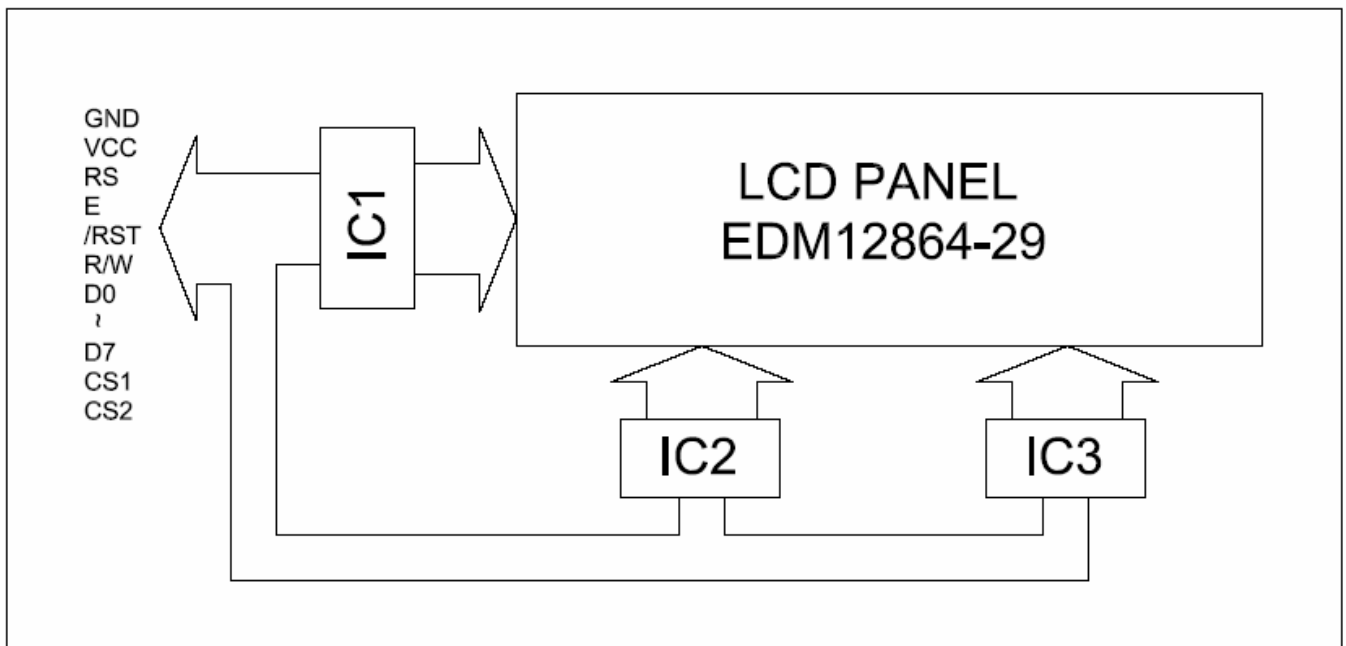 GND
VCC
RS
E
/RST
R/W
D0
~
D7
CS1
CS2
IC1
LCD PANEL
EDM12864-29
IC2
IC3